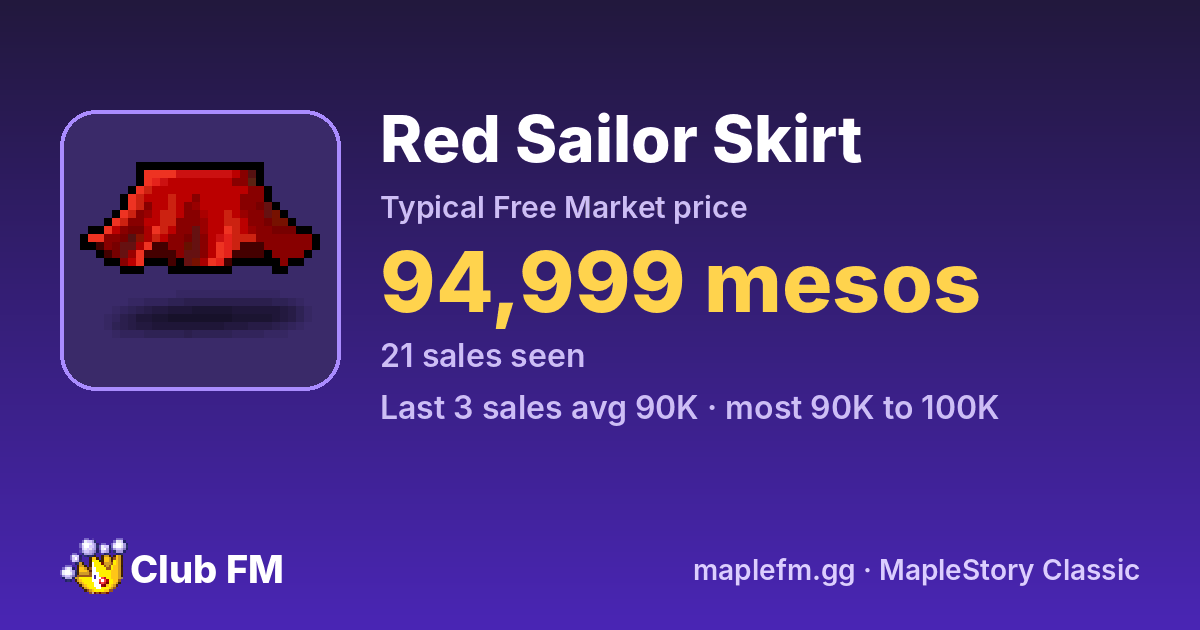 Red Sailor Skirt
Typical Free Market price
94,999 mesos
21 sales seen
Last 3 sales avg 90K · most 90K to 100K
Club FM
maplefm.gg · MapleStory Classic